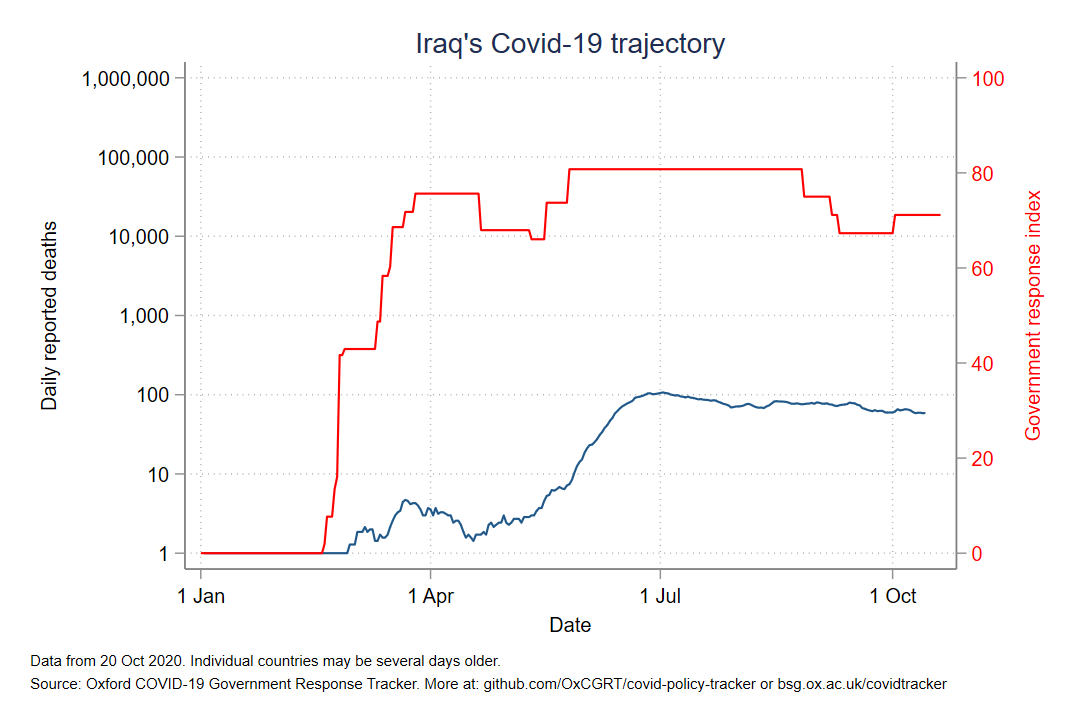 Iraq's Covid-19 trajectory
1,000,000
100,000
10,000
1,000
100
10
1
Daily reported deaths
100
80
60
40
20
0
Government response index
1 Jan
1 Apr
1 Jul
1 Oct
Date
Data from 20 Oct 2020. Individual countries may be several days older.
Source: Oxford COVID-19 Government Response Tracker. More at: github.com/OxCGRT/covid-policy-tracker or bsg.ox.ac.uk/covidtracker